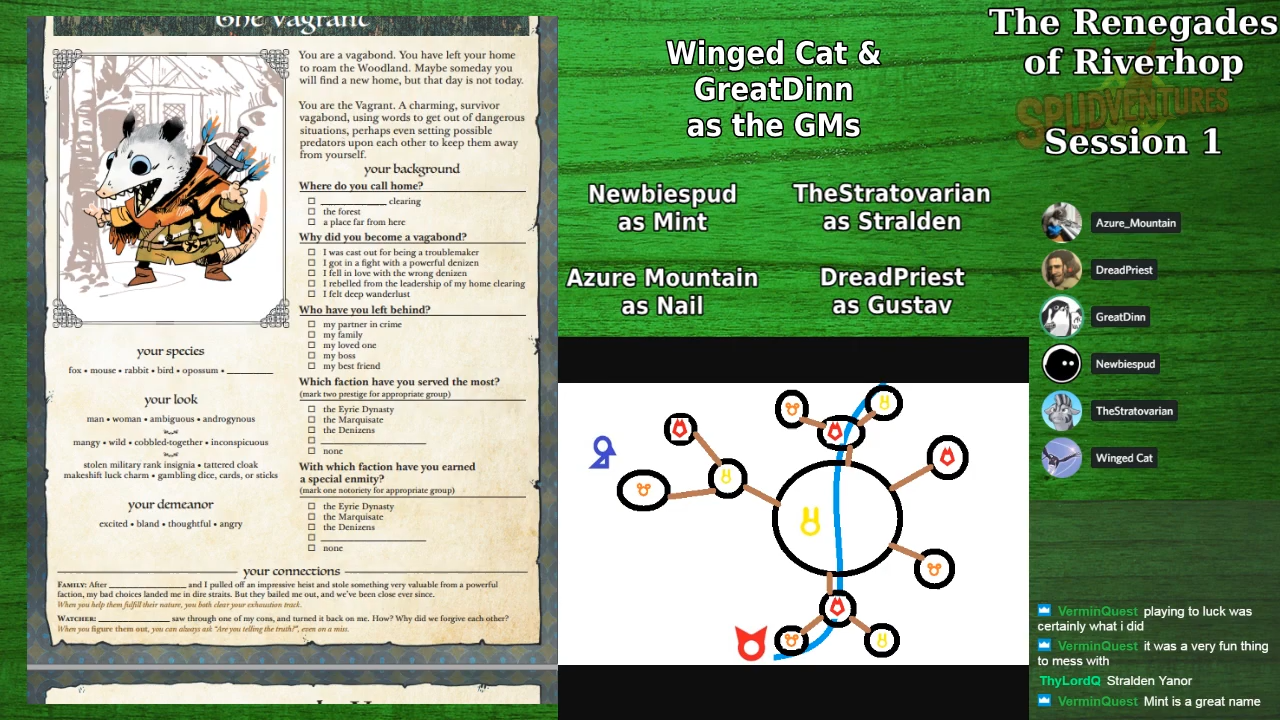 The Vagrant
You are a vagabond. You have left your home
to roam the Woodland. Maybe someday you
will find a new home, but that day is not today.
You are the Vagrant. A charming, survivor
vagabond, using words to get out of dangerous
situations, perhaps even setting possible
predators upon each other to keep them away
from yourself.
your background
Where do you call home?
_______________ clearing
the forest
a place far from here
Why did you become a vagabond?
I was cast out for being a troublemaker
I got in a fight with a powerful denizen
I fell in love with the wrong denizen
I rebelled from the leadership of my home clearing
I felt deep wanderlust
Who have you left behind?
my partner in crime
my family
my loved one
my boss
my best friend
Which faction have you served the most?
(mark two prestige for appropriate group)
the Eyrie Dynasty
the Marquisate
the Denizens
____________________
none
With which faction have you earned
a special enmity?
(mark one notoriety for appropriate group)
the Eyrie Dynasty
the Marquisate
the Denizens
____________________
none
your species
fox • mouse • rabbit • bird • opossum • _________
your look
man • woman • ambiguous • androgynous
mangy • wild • cobbled-together • inconspicuous
stolen military rank insignia • tattered cloak
makeshift luck charm • gambling dice, cards, or sticks
your demeanor
excited • bland • thoughtful • angry
your connections
Family: After _______________ and I pulled off an impressive heist and stole something very valuable from a powerful
faction, my bad choices landed me in dire straits. But they bailed me out, and we've been close ever since.
When you help them fulfill their nature, you both clear your exhaustion track.
Watcher: _______________ saw through one of my cons, and turned it back on me. How? Why did we forgive each other?
When you figure them out, you can always ask "Are you telling the truth?", even on a miss.
Winged Cat &
GreatDinn
as the GMs
Newbiespud
as Mint
TheStratovarian
as Stralden
Azure Mountain
as Nail
DreadPriest
as Gustav
The Renegades
of Riverhop
SPUDVENTURES
Session 1
Azure_Mountain
DreadPriest
GreatDinn
Newbiespud
TheStratovarian
Winged Cat
VerminQuest playing to luck was
certainly what i did
VerminQuest it was a very fun thing
to mess with
ThyLordQ Stralden Yanor
VerminQuest Mint is a great name